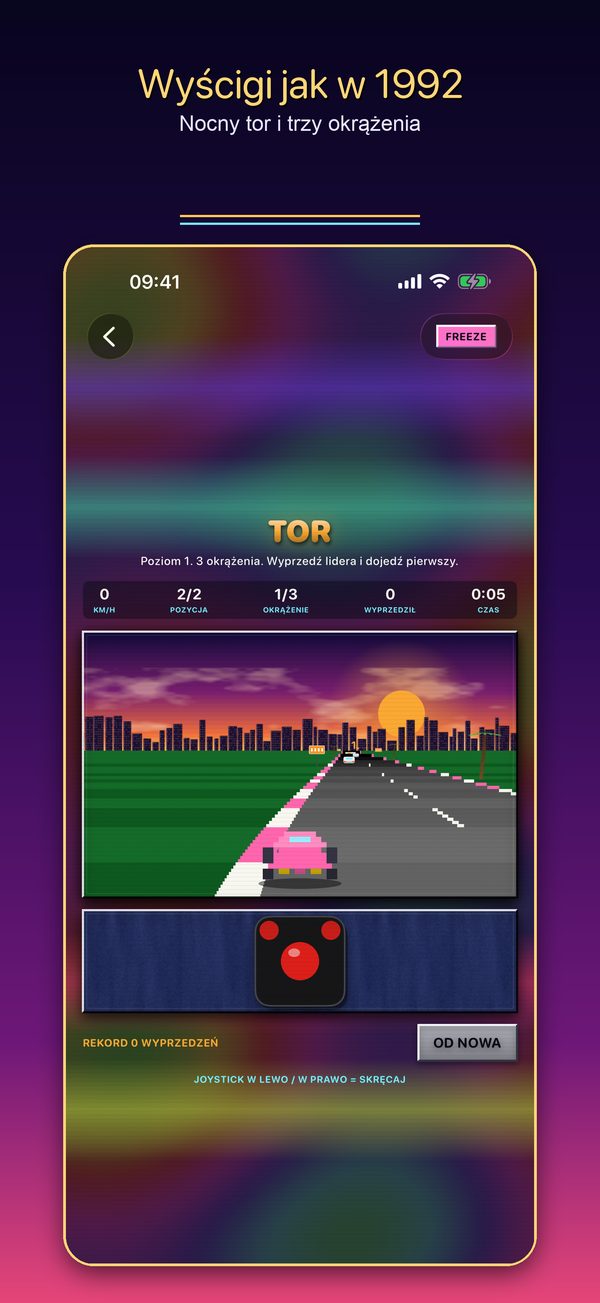 Wyścigi jak w 1992
Nocny tor i trzy okrążenia
09:41
FREEZE
TOR
Poziom 1. 3 okrążenia. Wyprzedź lidera i dojedź pierwszy.
0 2/2 1/3 0 0:05
KM/H POZYCJA OKRĄŻENIE WYPRZEDZIŁ CZAS
REKORD 0 WYPRZEDZEŃ
OD NOWA
JOYSTICK W LEWO / W PRAWO = SKRĘCAJ